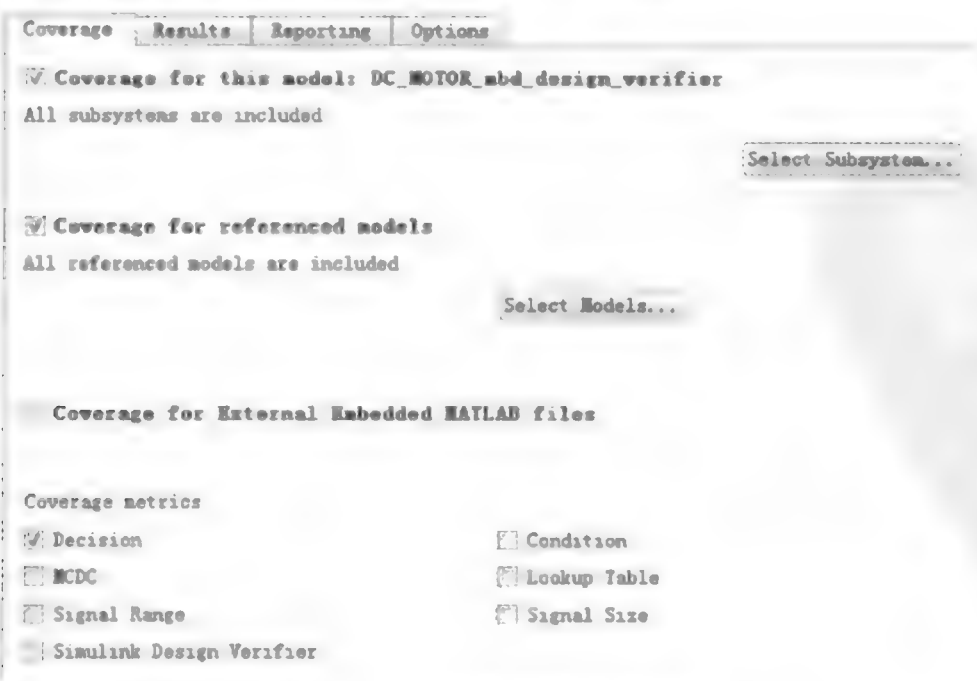 Coverage Results Reporting Options
Coverage for this model: DC_MOTOR_mbd_design_verifier
All subsystems are included
Select Subsystem...
Coverage for referenced models
All referenced models are included
Select Models...
Coverage for External Embedded MATLAB files
Coverage metrics
Decision Condition
MCDC Lookup Table
Signal Range Signal Size
Simulink Design Verifier